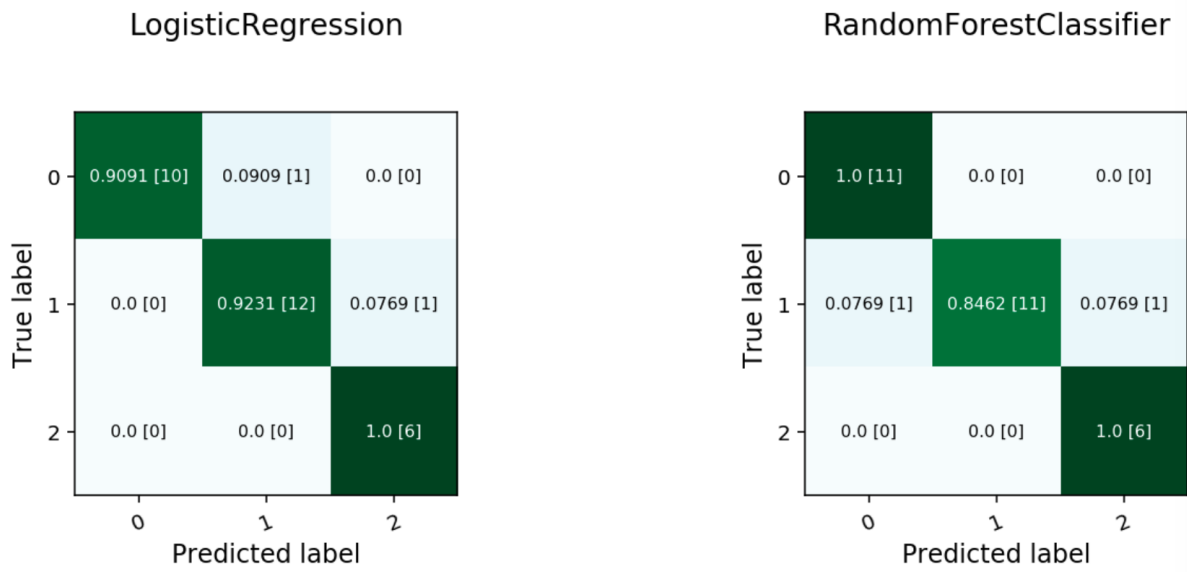 LogisticRegression
True label
0
0.9091 [10] 0.0909 [1] 0.0 [0]
1
0.0 [0] 0.9231 [12] 0.0769 [1]
2
0.0 [0] 0.0 [0] 1.0 [6]
0 1 2
Predicted label
RandomForestClassifier
True label
0
1.0 [11] 0.0 [0] 0.0 [0]
1
0.0769 [1] 0.8462 [11] 0.0769 [1]
2
0.0 [0] 0.0 [0] 1.0 [6]
0 1 2
Predicted label